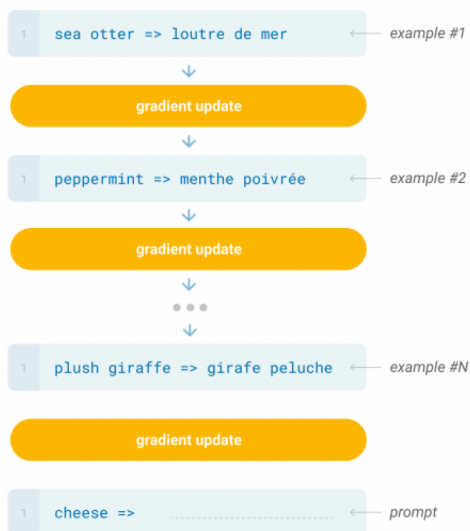 1 sea otter => loutre de mer ← example #1
gradient update
1 peppermint => menthe poivrée ← example #2
gradient update
1 plush giraffe => girafe peluche ← example #N
gradient update
1 cheese => ← prompt